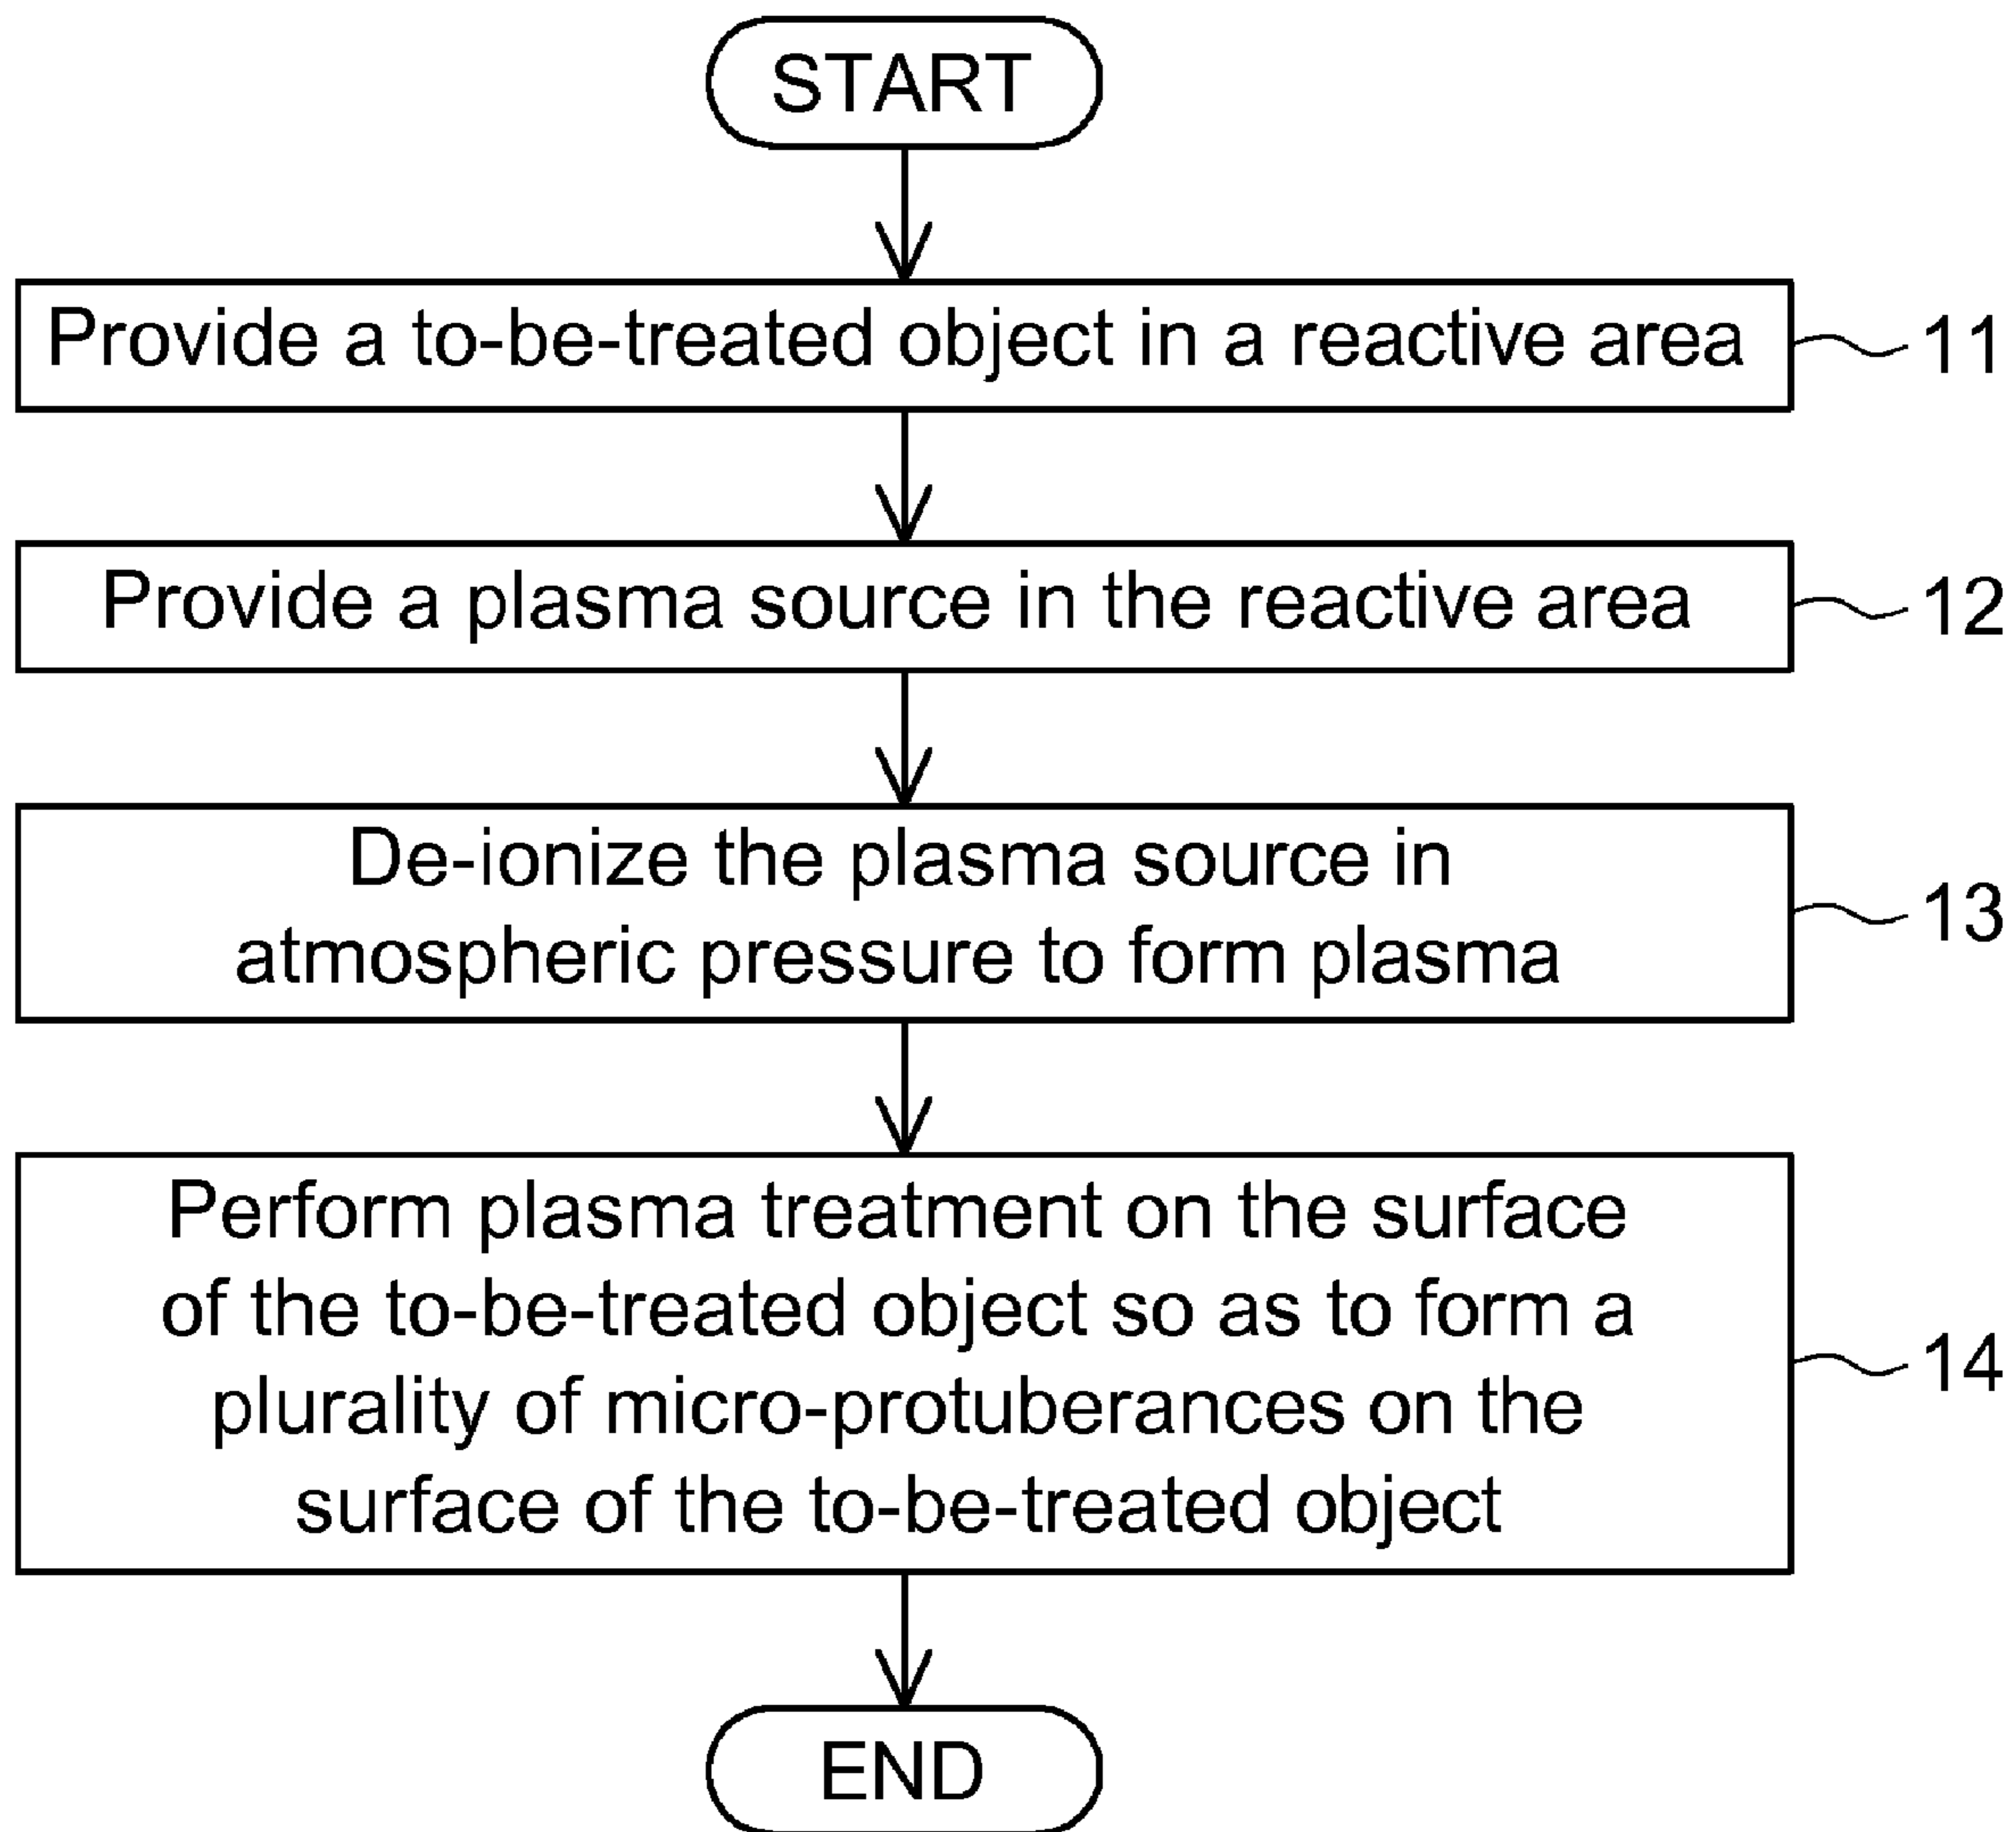 START
Provide a to-be-treated object in a reactive area
11
Provide a plasma source in the reactive area
12
De-ionize the plasma source in
atmospheric pressure to form plasma
13
Perform plasma treatment on the surface
of the to-be-treated object so as to form a
plurality of micro-protuberances on the
surface of the to-be-treated object
14
END